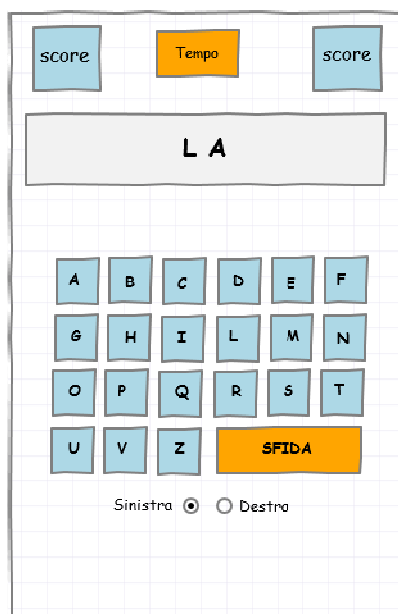 score Tempo score
L A
A B C D E F
G H I L M N
O P Q R S T
U V Z SFIDA
Sinistra Destra